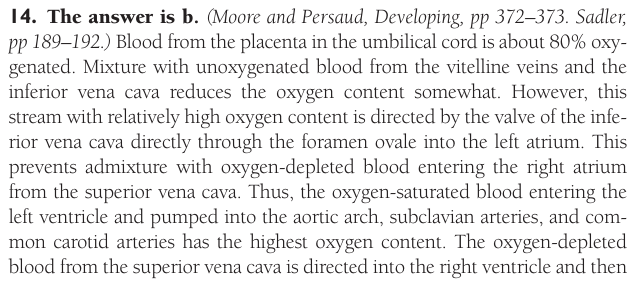 14. The answer is b. (Moore and Persaud, Developing, pp 372–373. Sadler,
pp 189–192.) Blood from the placenta in the umbilical cord is about 80% oxy-
genated. Mixture with unoxygenated blood from the vitelline veins and the
inferior vena cava reduces the oxygen content somewhat. However, this
stream with relatively high oxygen content is directed by the valve of the infe-
rior vena cava directly through the foramen ovale into the left atrium. This
prevents admixture with oxygen-depleted blood entering the right atrium
from the superior vena cava. Thus, the oxygen-saturated blood entering the
left ventricle and pumped into the aortic arch, subclavian arteries, and com-
mon carotid arteries has the highest oxygen content. The oxygen-depleted
blood from the superior vena cava is directed into the right ventricle and then